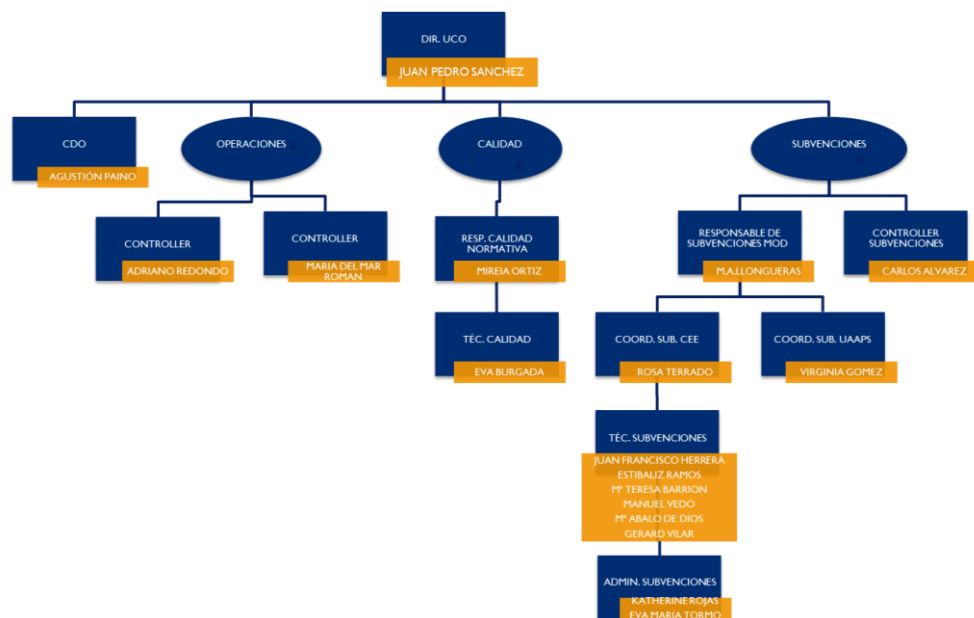 DIR. UCO
JUAN PEDRO SANCHEZ
CDO
AGUSTIÓN PAINO
OPERACIONES
CALIDAD
SUBVENCIONES
CONTROLLER
ADRIANO REDONDO
CONTROLLER
MARIA DEL MAR
ROMAN
RESP. CALIDAD
NORMATIVA
MIREIA ORTIZ
RESPONSABLE DE
SUBVENCIONES MOD
M.A.LLONGUERAS
CONTROLLER
SUBVENCIONES
CARLOS ALVAREZ
TÉC. CALIDAD
EVA BURGADA
COORD. SUB. CEE
ROSA TERRADO
COORD. SUB. UAAPS
VIRGINIA GOMEZ
TÉC. SUBVENCIONES
JUAN FRANCISCO HERRERA
ESTIBALIZ RAMOS
Mª TERESA BARRION
MANUEL VEDO
Mª ABALO DE DIOS
GERARD VILAR
ADMIN. SUBVENCIONES
KATHERINE ROJAS
EVA MARIA TORMO